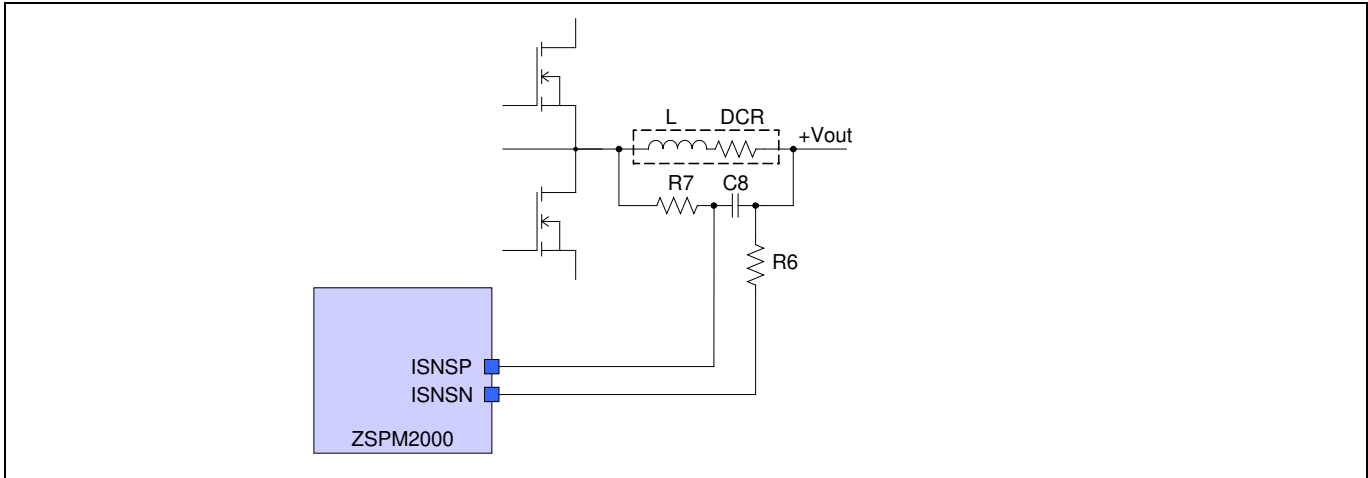 L
DCR
+Vout
R7
C8
R6
ISNSP
ISNSN
ZSPM2000